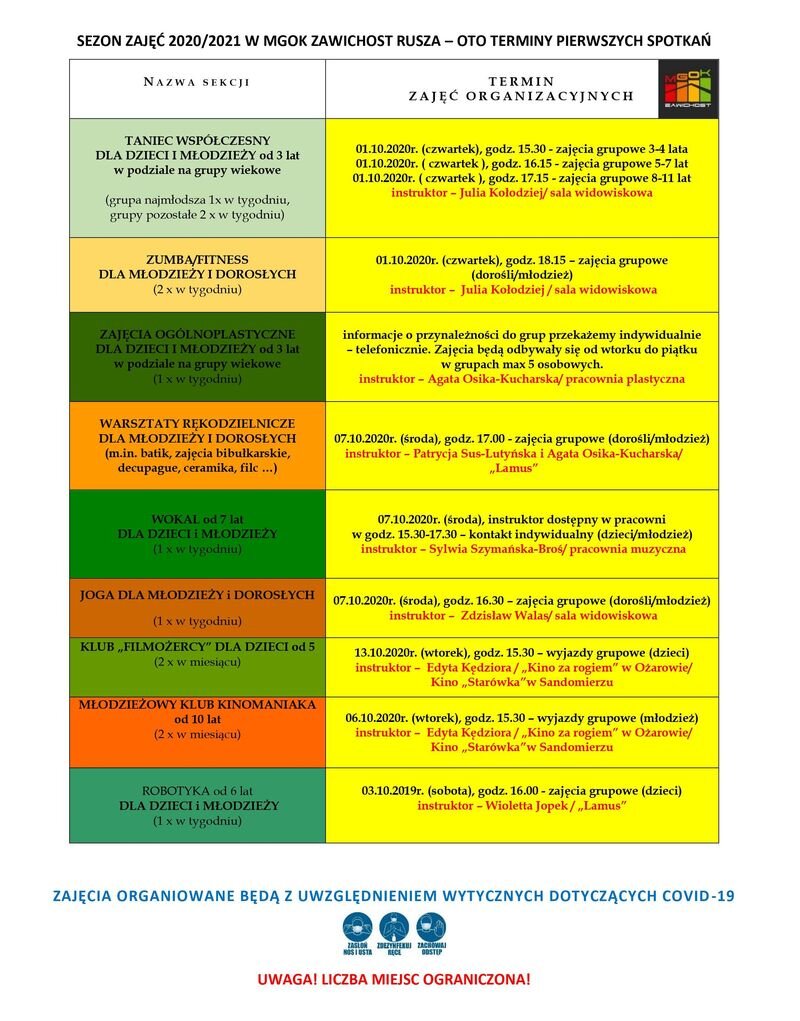 SEZON ZAJĘĆ 2020/2021 W MGOK ZAWICHOST RUSZA – OTO TERMINY PIERWSZYCH SPOTKAŃ
NAZWA SEKCJI
TERMIN
ZAJĘĆ ORGANIZACYJNYCH
MGOK
ZAWICHOST
TANIEC WSPÓŁCZESNY
DLA DZIECI I MŁODZIEŻY od 3 lat
w podziale na grupy wiekowe
(grupa najmłodsza 1x w tygodniu,
grupy pozostałe 2 x w tygodniu)
01.10.2020r. (czwartek), godz. 15.30 - zajęcia grupowe 3-4 lata
01.10.2020r. ( czwartek ), godz. 16.15 - zajęcia grupowe 5-7 lat
01.10.2020r. ( czwartek ), godz. 17.15 - zajęcia grupowe 8-11 lat
instruktor – Julia Kołodziej/ sala widowiskowa
ZUMBA/FITNESS
DLA MŁODZIEŻY I DOROSŁYCH
(2 x w tygodniu)
01.10.2020r. (czwartek), godz. 18.15 – zajęcia grupowe
(dorośli/młodzież)
instruktor – Julia Kołodziej / sala widowiskowa
ZAJĘCIA OGÓLNOPLASTYCZNE
DLA DZIECI I MŁODZIEŻY od 3 lat
w podziale na grupy wiekowe
(1 x w tygodniu)
informacje o przynależności do grup przekażemy indywidualnie
– telefonicznie. Zajęcia będą odbywały się od wtorku do piątku
w grupach max 5 osobowych.
instruktor – Agata Osika-Kucharska/ pracownia plastyczna
WARSZTATY RĘKODZIELNICZE
DLA MŁODZIEŻY I DOROSŁYCH
(m.in. batik, zajęcia bibułkarskie,
decupague, ceramika, filc …)
07.10.2020r. (środa), godz. 17.00 - zajęcia grupowe (dorośli/młodzież)
instruktor – Patrycja Sus-Lutyńska i Agata Osika-Kucharska/
„Lamus”
WOKAL od 7 lat
DLA DZIECI i MŁODZIEŻY
(1 x w tygodniu)
07.10.2020r. (środa), instruktor dostępny w pracowni
w godz. 15.30-17.30 – kontakt indywidualny (dzieci/młodzież)
instruktor – Sylwia Szymańska-Broś/ pracownia muzyczna
JOGA DLA MŁODZIEŻY i DOROSŁYCH
(1 x w tygodniu)
07.10.2020r. (środa), godz. 16.30 – zajęcia grupowe (dorośli/młodzież)
instruktor – Zdzisław Walas/ sala widowiskowa
KLUB „FILMOŻERCY” DLA DZIECI od 5
(2 x w miesiącu)
13.10.2020r. (wtorek), godz. 15.30 – wyjazdy grupowe (dzieci)
instruktor – Edyta Kędziora / „Kino za rogiem” w Ożarowie/
Kino „Starówka”w Sandomierzu
MŁODZIEŻOWY KLUB KINOMANIAKA
od 10 lat
(2 x w miesiącu)
06.10.2020r. (wtorek), godz. 15.30 – wyjazdy grupowe (młodzież)
instruktor – Edyta Kędziora / „Kino za rogiem” w Ożarowie/
Kino „Starówka”w Sandomierzu
ROBOTYKA od 6 lat
DLA DZIECI i MŁODZIEŻY
(1 x w tygodniu)
03.10.2019r. (sobota), godz. 16.00 - zajęcia grupowe (dzieci)
instruktor – Wioletta Jopek / „Lamus”
ZAJĘCIA ORGANIOWANE BĘDĄ Z UWZGLĘDNIENIEM WYTYCZNYCH DOTYCZĄCYCH COVID-19
ZASŁOŃ
NOS I USTA
ZDEZYNFEKUJ
RĘCE
ZACHOWAJ
ODSTĘP
UWAGA! LICZBA MIEJSC OGRANICZONA!